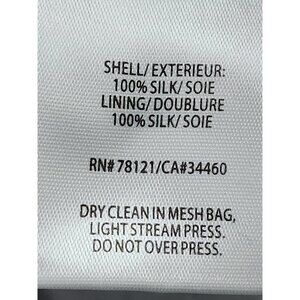 SHELL/ EXTERIEUR:
100% SILK/ SOIE
LINING/ DOUBLURE
100% SILK/ SOIE
RN# 78121/CA#34460
DRY CLEAN IN MESH BAG,
LIGHT STREAM PRESS.
DO NOT OVER PRESS.